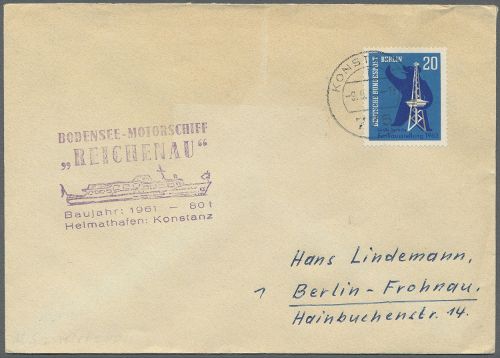 BODENSEE-MOTORSCHIFF
„REICHENAU“
Baujahr: 1961 — 80 t
Heimathafen: Konstanz
KONST
20
DEUTSCHE BUNDESPOST BERLIN
Hans Lindemann,
1 Berlin-Frohnau,
Hainbuchenstr. 14.